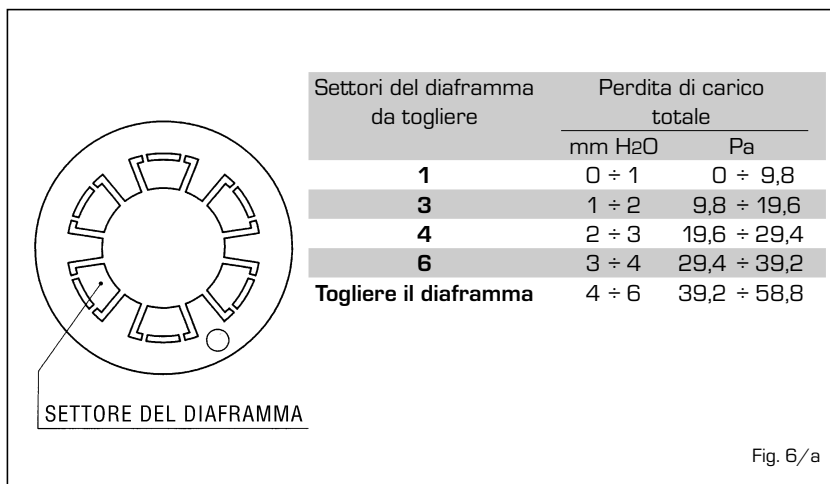 Settori del diaframma da togliere Perdita di carico totale
mm H2O Pa
1 0 ÷ 1 0 ÷ 9,8
3 1 ÷ 2 9,8 ÷ 19,6
4 2 ÷ 3 19,6 ÷ 29,4
6 3 ÷ 4 29,4 ÷ 39,2
Togliere il diaframma 4 ÷ 6 39,2 ÷ 58,8
SETTORE DEL DIAFRAMMA
Fig. 6/a